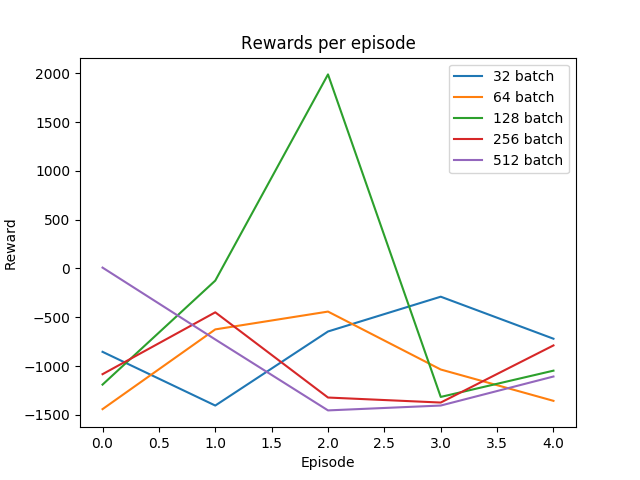 Rewards per episode
2000
1500
1000
500
0
−500
−1000
−1500
Reward
32 batch
64 batch
128 batch
256 batch
512 batch
0.0 0.5 1.0 1.5 2.0 2.5 3.0 3.5 4.0
Episode